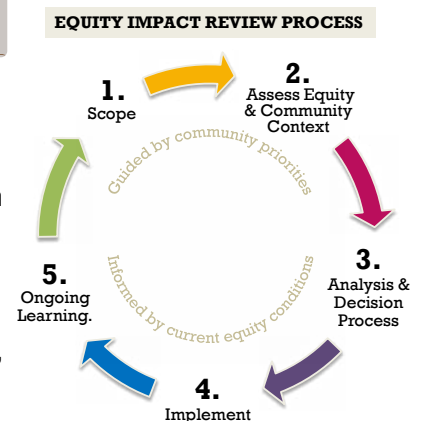 EQUITY IMPACT REVIEW PROCESS
1.
Scope
2.
Assess Equity
& Community
Context
Guided by community priorities
3.
Analysis &
Decision
Process
Informed by current equity conditions
5.
Ongoing
Learning.
4.
Implement